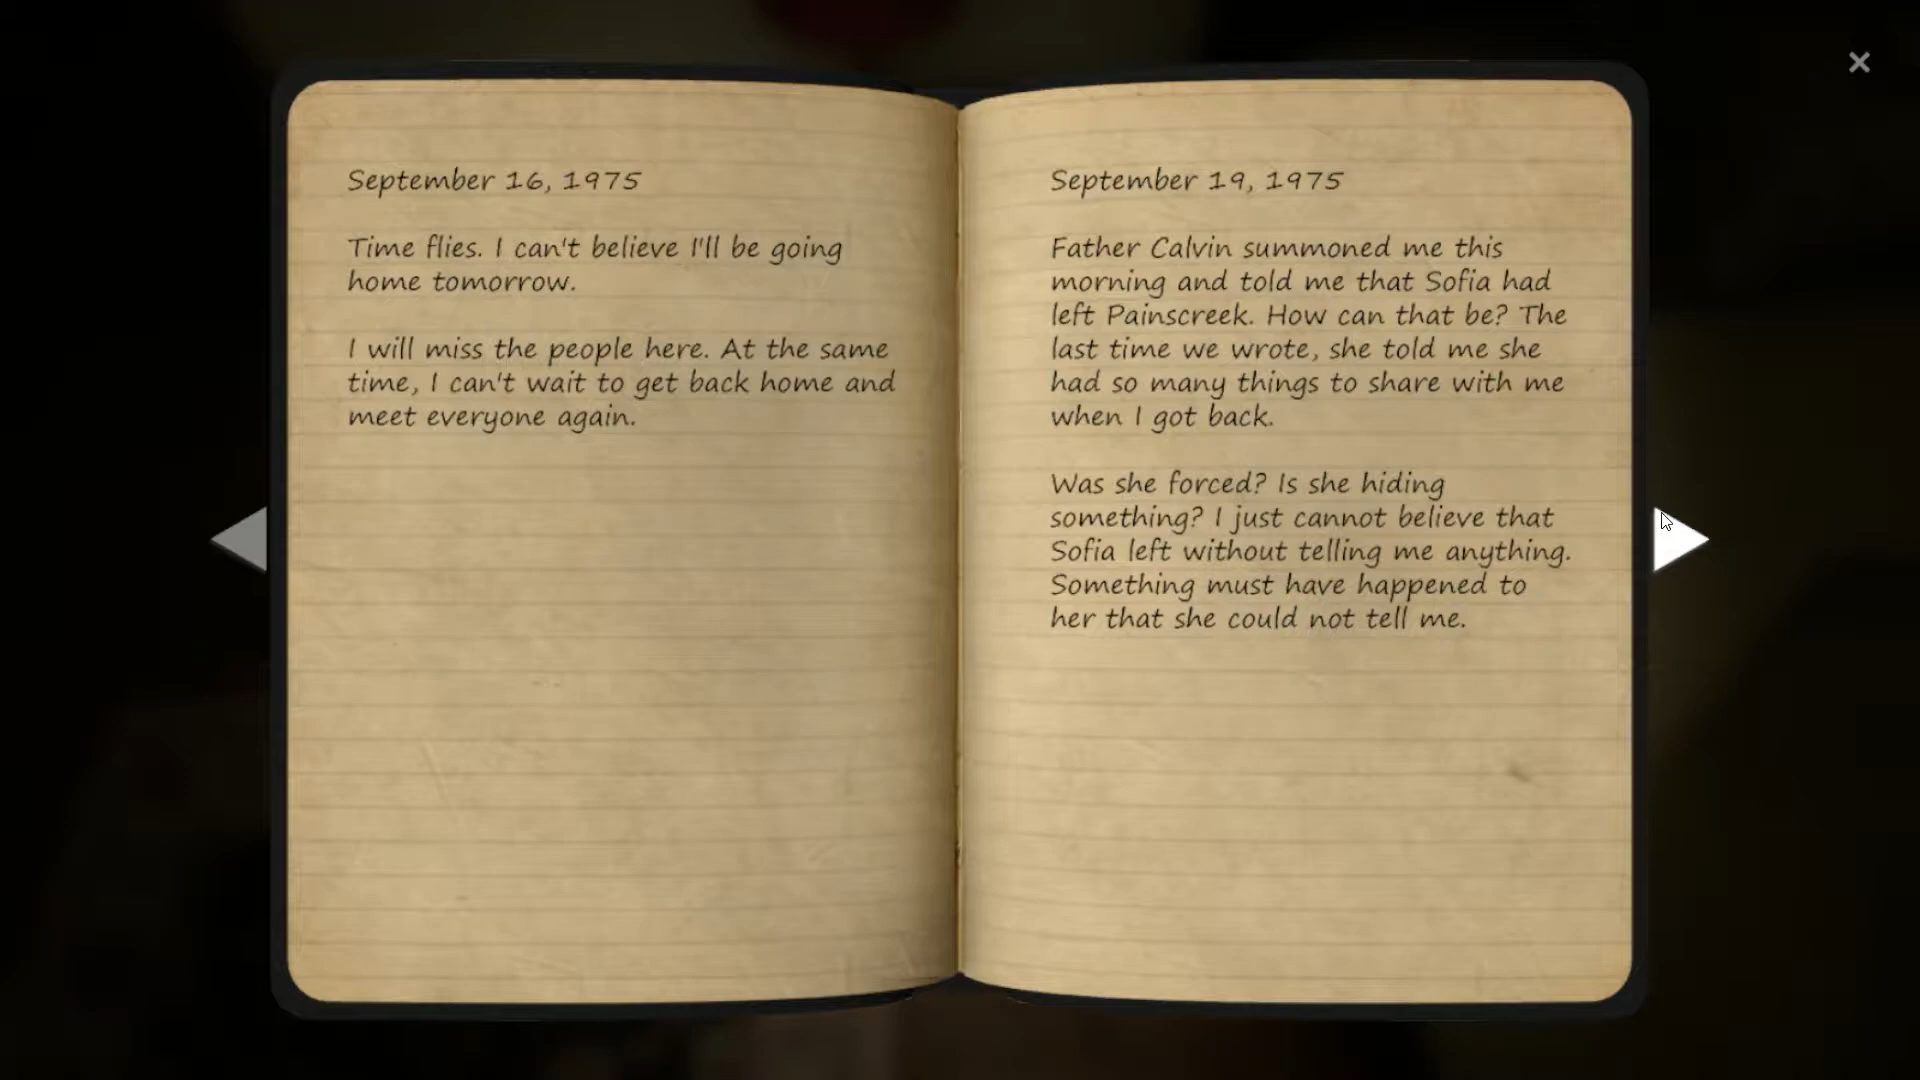 September 16, 1975
Time flies. I can't believe I'll be going
home tomorrow.
I will miss the people here. At the same
time, I can't wait to get back home and
meet everyone again.
September 19, 1975
Father Calvin summoned me this
morning and told me that Sofia had
left Painscreek. How can that be? The
last time we wrote, she told me she
had so many things to share with me
when I got back.
Was she forced? Is she hiding
something? I just cannot believe that
Sofia left without telling me anything.
Something must have happened to
her that she could not tell me.